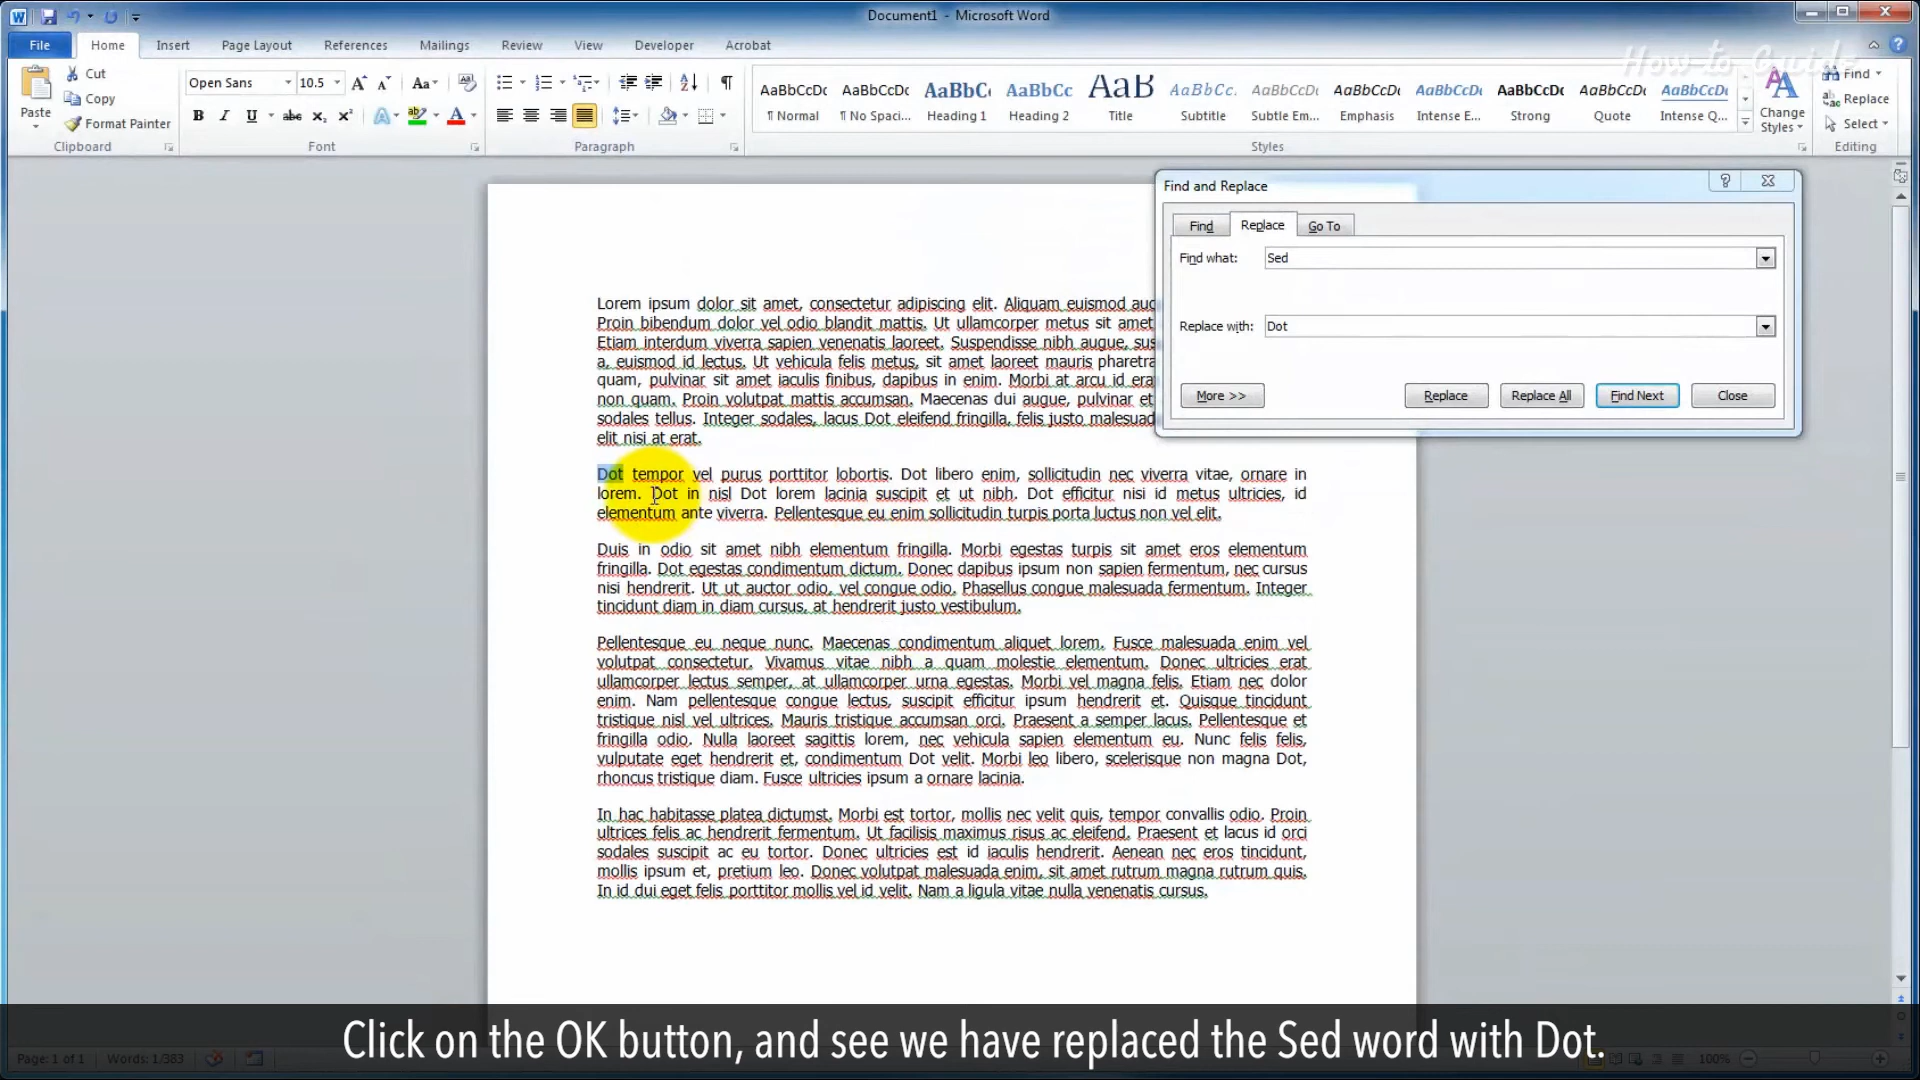 Document1 - Microsoft Word
File Home Insert Page Layout References Mailings Review View Developer Acrobat
How-to Guide
Paste
Cut
Copy
Format Painter
Clipboard
Open Sans 10.5
Font
Paragraph
AaBbCcDc AaBbCcDc AaBbC AaBbCc AaB AaBbCc. AaBbCcDc AaBbCcDc AaBbCcDc AaBbCcDc AaBbCcDc AaBbCcDc
¶ Normal ¶ No Spaci... Heading 1 Heading 2 Title Subtitle Subtle Em... Emphasis Intense E... Strong Quote Intense Q...
Change Styles
Styles
Find
Replace
Select
Editing
Find and Replace
Find Replace Go To
Find what: Sed
Replace with: Dot
More >> Replace Replace All Find Next Close
Lorem ipsum dolor sit amet, consectetur adipiscing elit. Aliquam euismod auc
Proin bibendum dolor vel odio blandit mattis. Ut ullamcorper metus sit amet
Etiam interdum viverra sapien venenatis laoreet. Suspendisse nibh augue, sus
a, euismod id lectus. Ut vehicula felis metus, sit amet laoreet mauris pharetra
quam, pulvinar sit amet iaculis finibus, dapibus in enim. Morbi at arcu id era
non quam. Proin volutpat mattis accumsan. Maecenas dui augue, pulvinar et
sodales tellus. Integer sodales, lacus Dot eleifend fringilla, felis justo malesuad
elit nisi at erat.
Dot tempor vel purus porttitor lobortis. Dot libero enim, sollicitudin nec viverra vitae, ornare in
lorem. Dot in nisl Dot lorem lacinia suscipit et ut nibh. Dot efficitur nisi id metus ultricies, id
elementum ante viverra. Pellentesque eu enim sollicitudin turpis porta luctus non vel elit.
Duis in odio sit amet nibh elementum fringilla. Morbi egestas turpis sit amet eros elementum
fringilla. Dot egestas condimentum dictum. Donec dapibus ipsum non sapien fermentum, nec cursus
nisi hendrerit. Ut ut auctor odio, vel congue odio. Phasellus congue malesuada fermentum. Integer
tincidunt diam in diam cursus, at hendrerit justo vestibulum.
Pellentesque eu neque nunc. Maecenas condimentum aliquet lorem. Fusce malesuada enim vel
volutpat consectetur. Vivamus vitae nibh a quam molestie elementum. Donec ultricies erat
ullamcorper lectus semper, at ullamcorper urna egestas. Morbi vel magna felis. Etiam nec dolor
enim. Nam pellentesque congue lectus, suscipit efficitur ipsum hendrerit et. Quisque tincidunt
tristique nisl vel ultrices. Mauris tristique accumsan orci. Praesent a semper lacus. Pellentesque et
fringilla odio. Nulla laoreet sagittis lorem, nec vehicula sapien elementum eu. Nunc felis felis,
vulputate eget hendrerit et, condimentum Dot velit. Morbi leo libero, scelerisque non magna Dot,
rhoncus tristique diam. Fusce ultricies ipsum a ornare lacinia.
In hac habitasse platea dictumst. Morbi est tortor, mollis nec velit quis, tempor convallis odio. Proin
ultrices felis ac hendrerit fermentum. Ut facilisis maximus risus ac eleifend. Praesent et lacus id orci
sodales suscipit ac eu tortor. Donec ultricies est id iaculis hendrerit. Aenean nec eros tincidunt,
mollis ipsum et, pretium leo. Donec volutpat malesuada enim, sit amet rutrum magna rutrum quis.
In id dui eget felis porttitor mollis vel id velit. Nam a ligula vitae nulla venenatis cursus.
Click on the OK button, and see we have replaced the Sed word with Dot.
Page: 1 of 1 Words: 1/383 100%